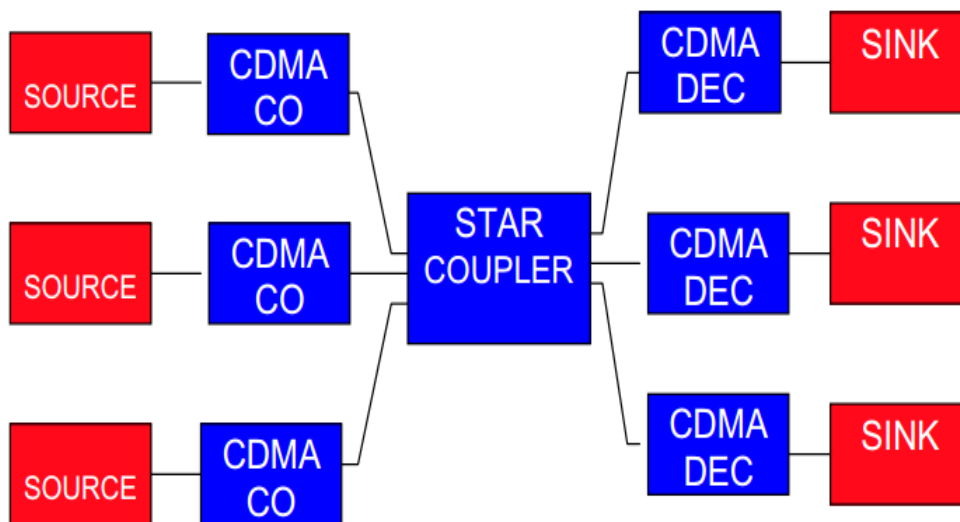 SOURCE
CDMA
CO
CDMA
DEC
SINK
SOURCE
CDMA
CO
STAR
COUPLER
CDMA
DEC
SINK
SOURCE
CDMA
CO
CDMA
DEC
SINK